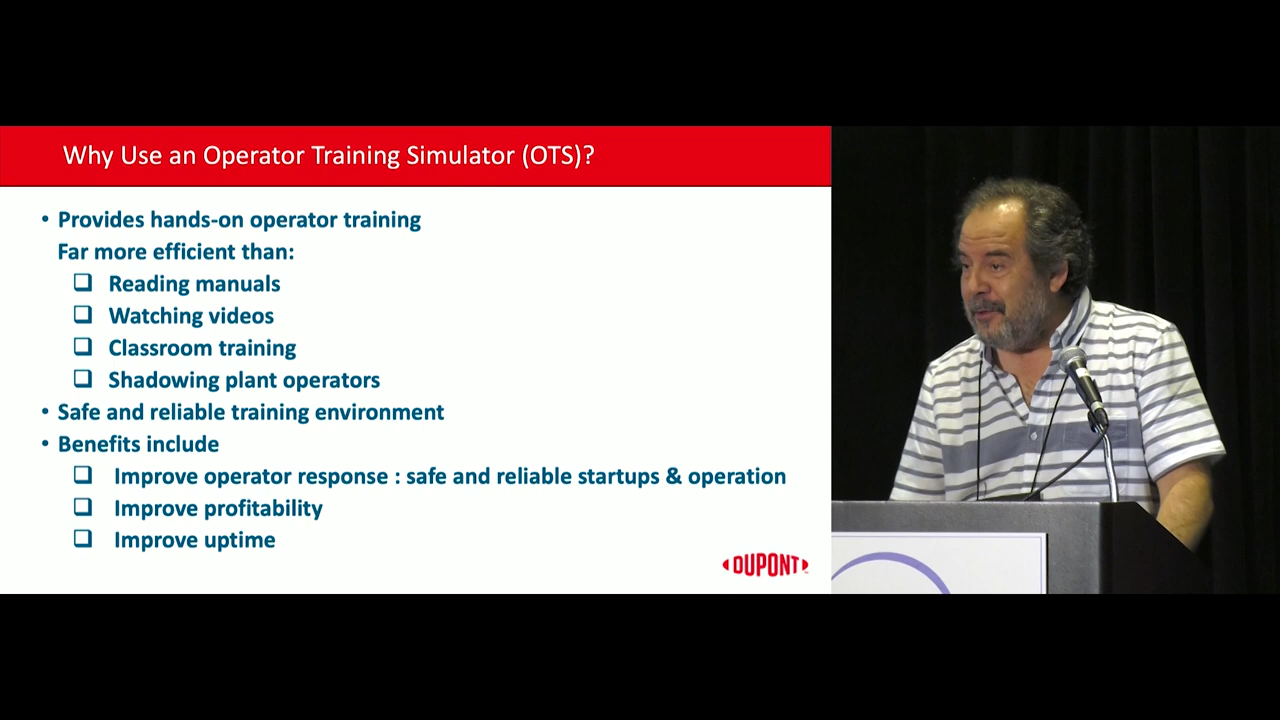 Why Use an Operator Training Simulator (OTS)?
• Provides hands-on operator training
Far more efficient than:
❑ Reading manuals
❑ Watching videos
❑ Classroom training
❑ Shadowing plant operators
• Safe and reliable training environment
• Benefits include
❑ Improve operator response : safe and reliable startups & operation
❑ Improve profitability
❑ Improve uptime
DUPONT